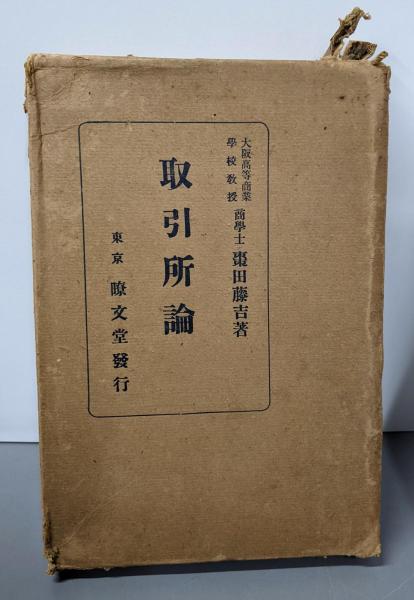 大阪高等商業
學校教授
商學士 棗田藤吉著
取引所論
東京 瞭文堂發行